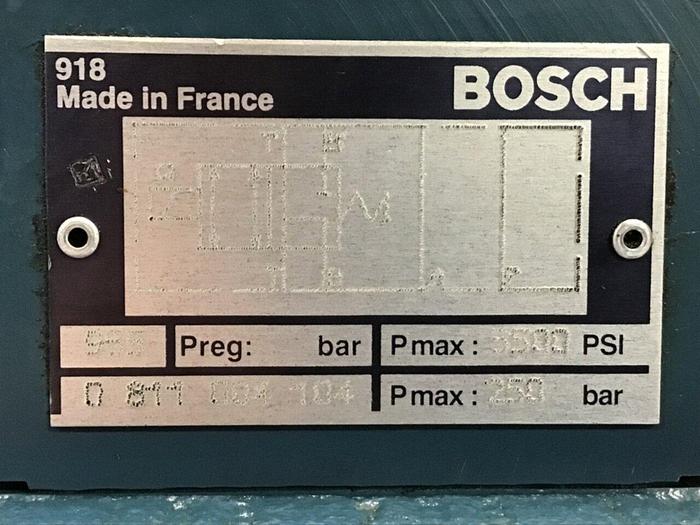 918
Made in France
BOSCH
Preg: bar
Pmax: 3500 PSI
0 811 004 104
Pmax: 250 bar